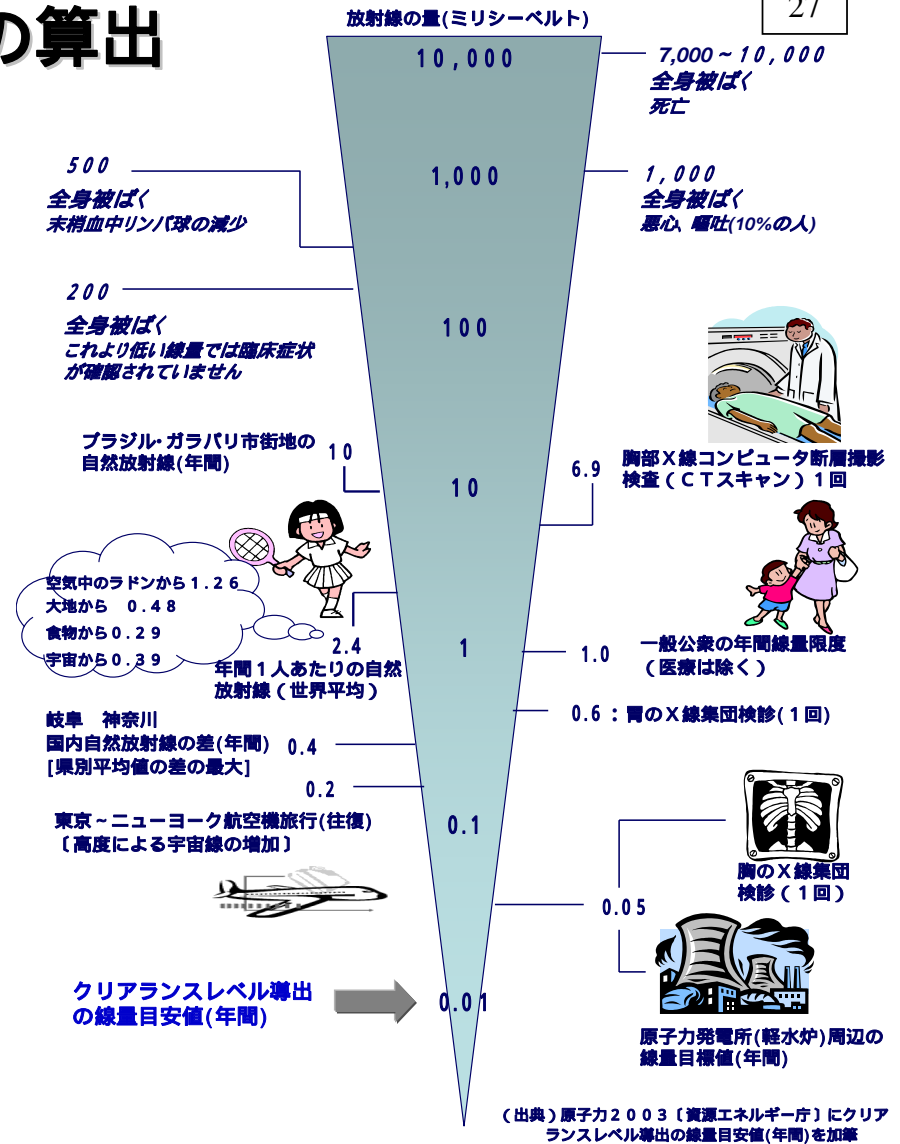 の算出
27
放射線の量(ミリシーベルト)
10,000
1,000
100
10
1
0.1
0.01
7,000～10,000
全身被ばく
死亡
500
全身被ばく
末梢血中リンパ球の減少
1,000
全身被ばく
悪心、嘔吐(10%の人)
200
全身被ばく
これより低い線量では臨床症状
が確認されていません
ブラジル･ガラパリ市街地の
自然放射線(年間)
10
6.9
胸部Ｘ線コンピュータ断層撮影
検査（ＣＴスキャン）１回
空気中のラドンから１.２６
大地から　０.４８
食物から０.２９
宇宙から０.３９
2.4
年間１人あたりの自然
放射線（世界平均）
1.0
一般公衆の年間線量限度
（医療は除く）
0.6：胃のＸ線集団検診(１回)
岐阜　神奈川
国内自然放射線の差(年間)
[県別平均値の差の最大]
0.4
0.2
東京～ニューヨーク航空機旅行(往復)
〔高度による宇宙線の増加〕
胸のＸ線集団
検診（１回）
0.05
クリアランスレベル導出
の線量目安値(年間)
原子力発電所(軽水炉)周辺の
線量目標値(年間)
（出典）原子力２００３〔資源エネルギー庁〕にクリア
ランスレベル導出の線量目安値(年間)を加筆